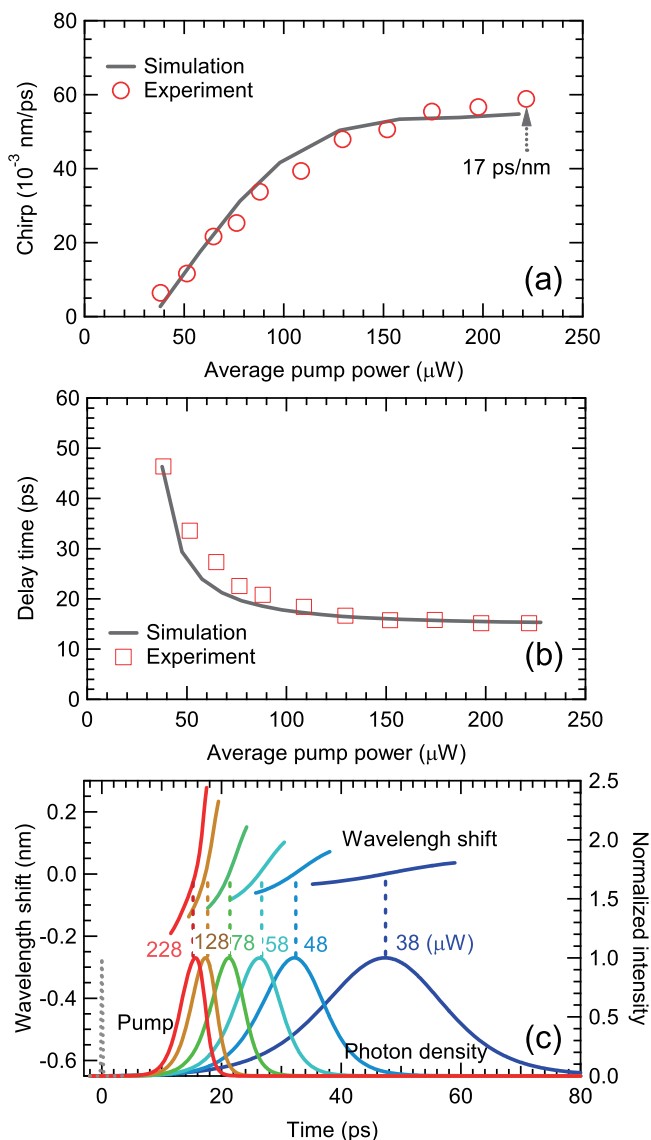 80
60
40
20
0
Chirp (10⁻³ nm/ps)
Simulation
Experiment
17 ps/nm
(a)
0 50 100 150 200 250
Average pump power (μW)
60
50
40
30
20
10
0
Delay time (ps)
Simulation
Experiment
(b)
0 50 100 150 200 250
Average pump power (μW)
0.2
0.0
-0.2
-0.4
-0.6
Wavelength shift (nm)
2.5
2.0
1.5
1.0
0.5
0.0
Normalized intensity
Wavelengh shift
228 128 78 58 48 38 (μW)
Pump
Photon density
(c)
0 20 40 60 80
Time (ps)